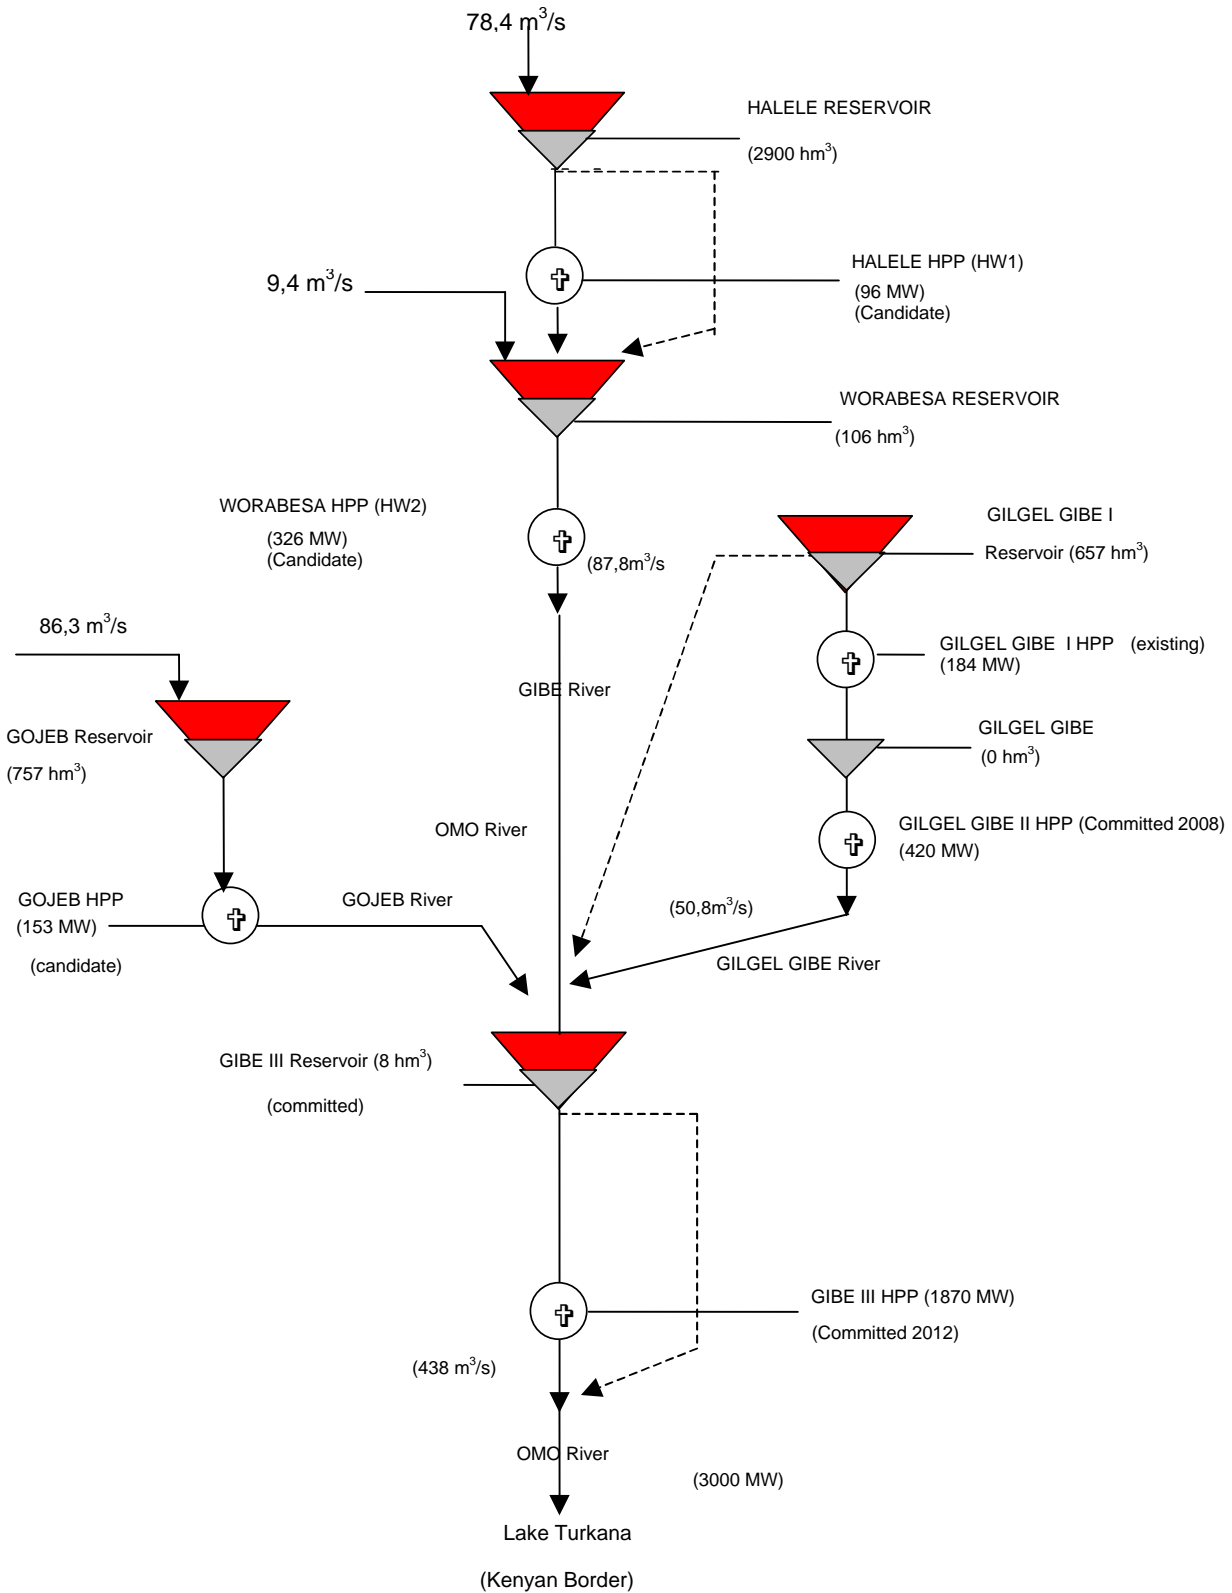 78,4 m³/s
HALELE RESERVOIR
(2900 hm³)
HALELE HPP (HW1)
(96 MW)
(Candidate)
9,4 m³/s
WORABESA RESERVOIR
(106 hm³)
WORABESA HPP (HW2)
(326 MW)
(Candidate)
(87,8m³/s
GILGEL GIBE I
Reservoir (657 hm³)
GILGEL GIBE I HPP (existing)
(184 MW)
86,3 m³/s
GIBE River
GOJEB Reservoir
(757 hm³)
GILGEL GIBE
(0 hm³)
OMO River
GILGEL GIBE II HPP (Committed 2008)
(420 MW)
GOJEB HPP
(153 MW)
(candidate)
GOJEB River
(50,8m³/s)
GILGEL GIBE River
GIBE III Reservoir (8 hm³)
(committed)
GIBE III HPP (1870 MW)
(Committed 2012)
(438 m³/s)
OMO River
(3000 MW)
Lake Turkana
(Kenyan Border)